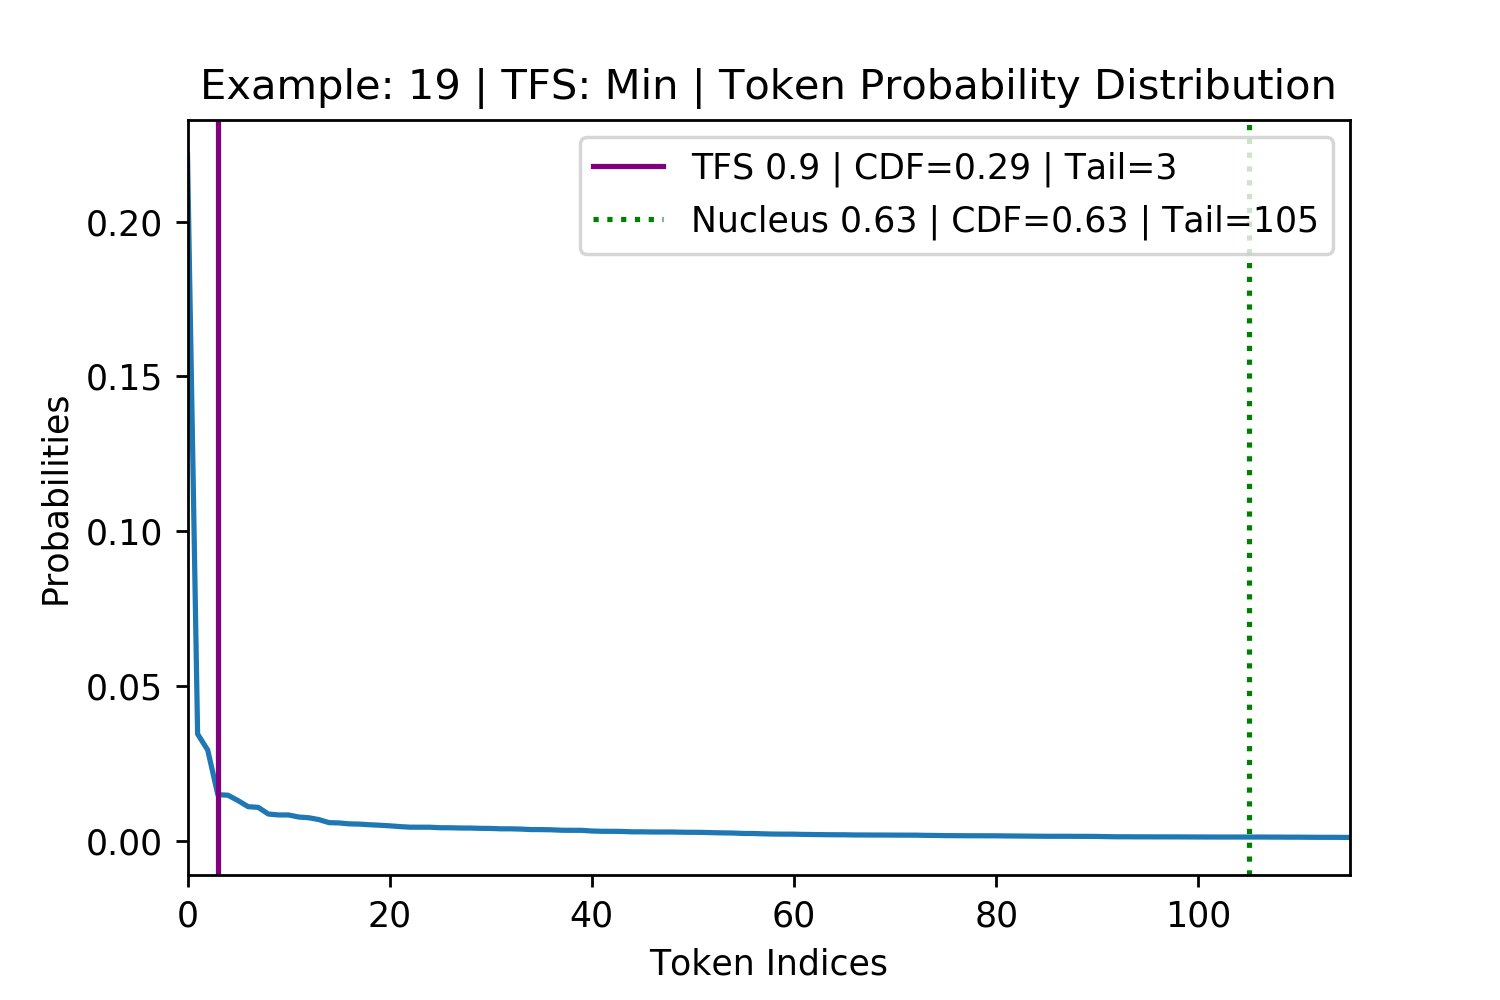 Example: 19 | TFS: Min | Token Probability Distribution
TFS 0.9 | CDF=0.29 | Tail=3
Nucleus 0.63 | CDF=0.63 | Tail=105
Probabilities
0.20
0.15
0.10
0.05
0.00
0 20 40 60 80 100
Token Indices